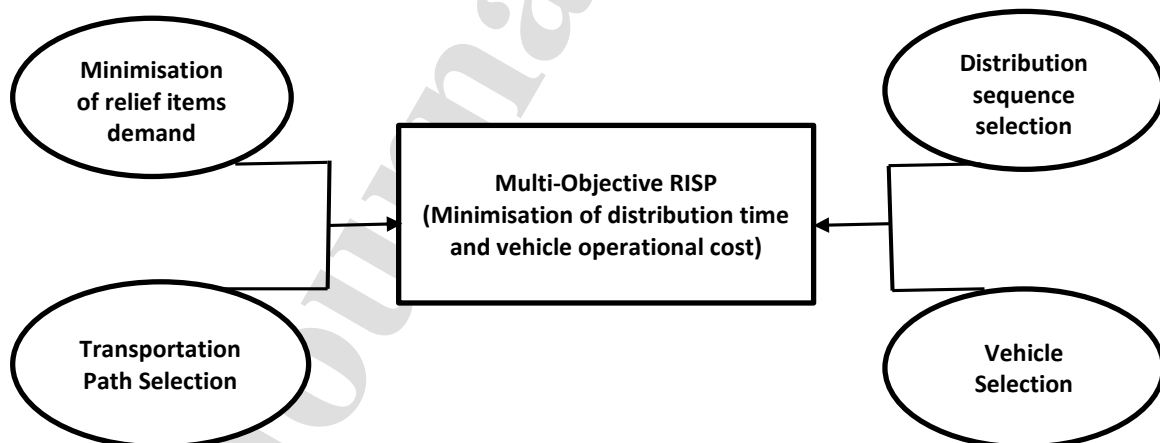 Minimisation
of relief items
demand
Distribution
sequence
selection
Multi-Objective RISP
(Minimisation of distribution time
and vehicle operational cost)
Transportation
Path Selection
Vehicle
Selection